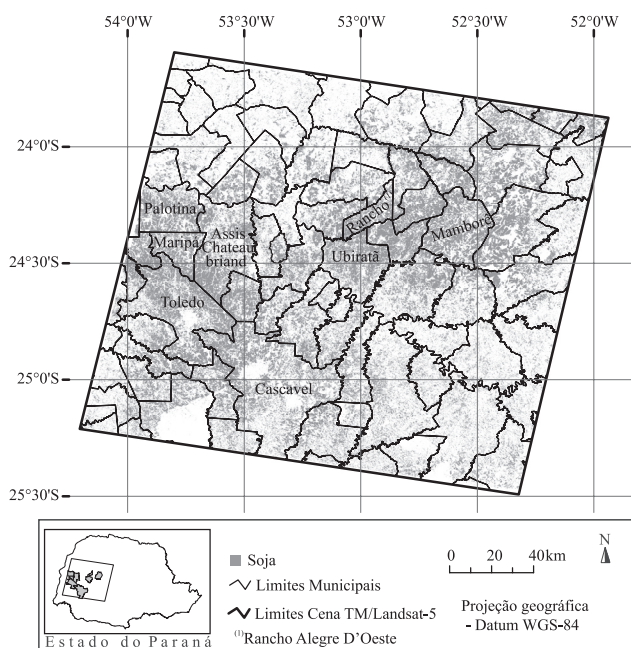 54°0'W 53°30'W 53°0'W 52°30'W 52°0'W
24°0'S
24°30'S
25°0'S
25°30'S
Palotina
Maripá
Assis
Chateau
briand
Toledo
Rancho
Ubiratã
Mamborê
Cascavel
Estado do Paraná
Soja
Limites Municipais
Limites Cena TM/Landsat-5
(1)Rancho Alegre D'Oeste
0 20 40km
N
Projeção geográfica
- Datum WGS-84